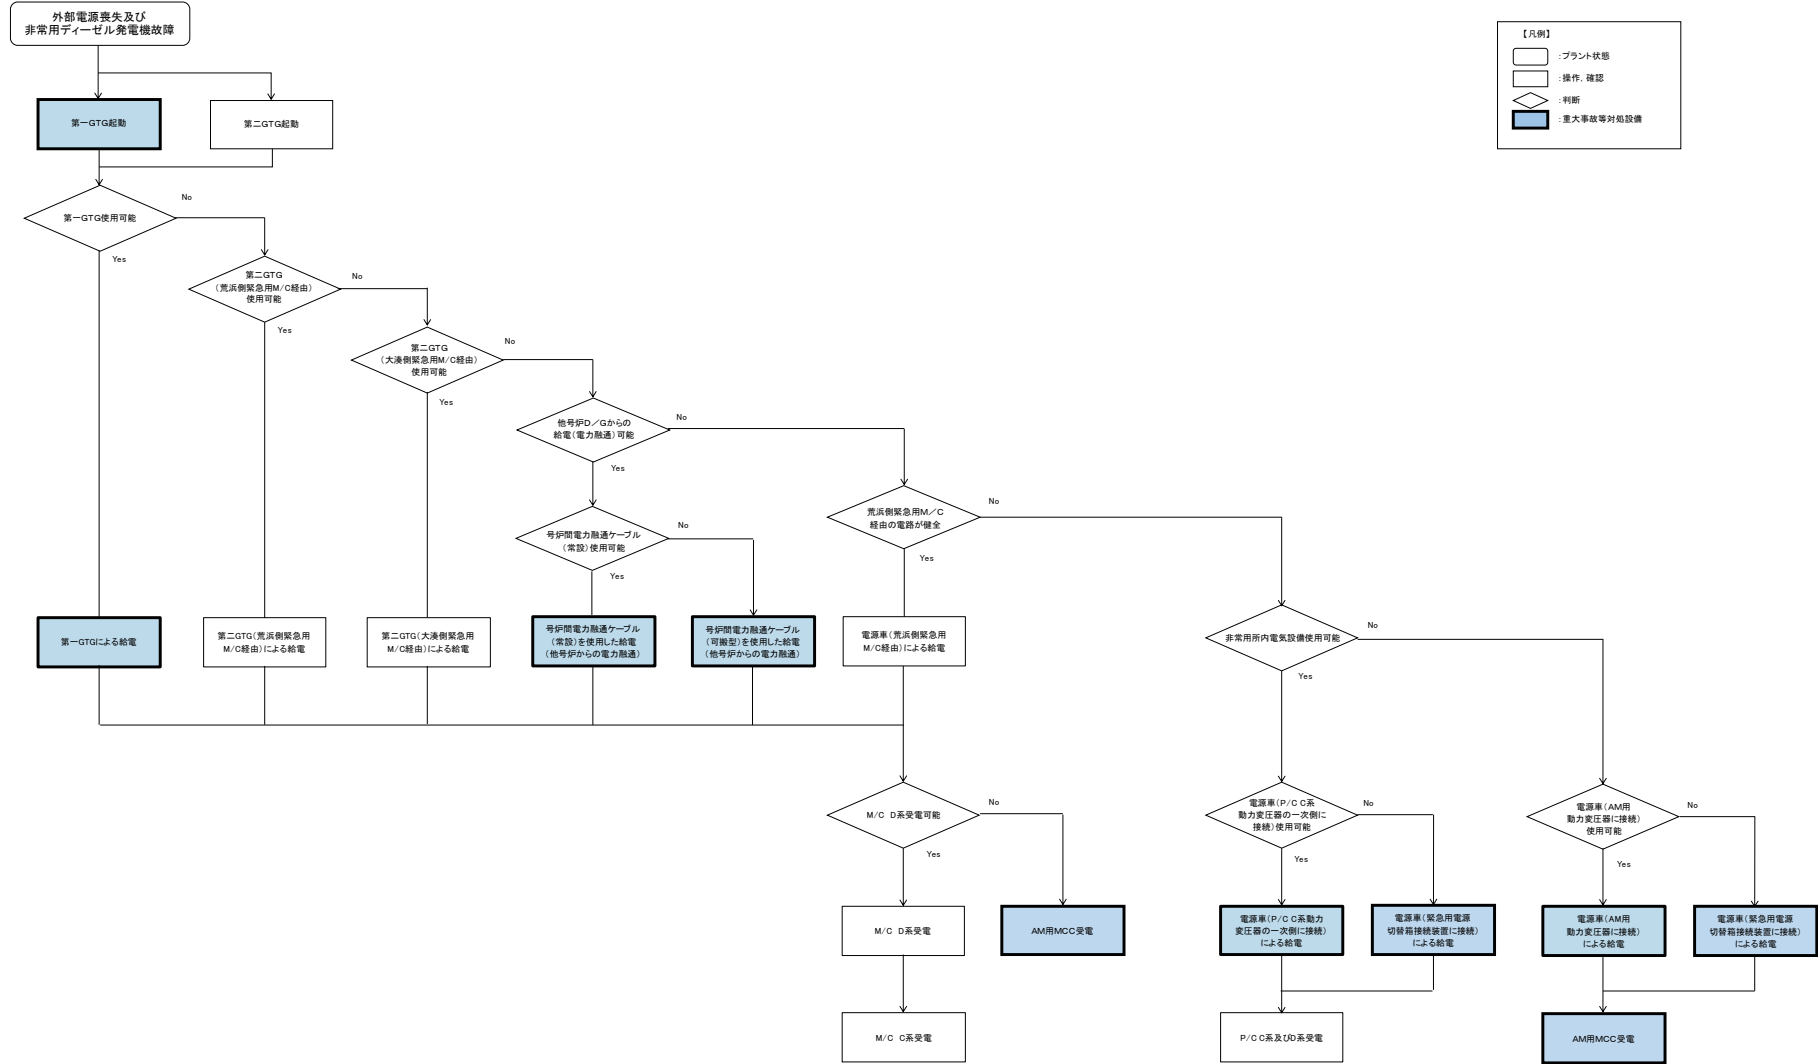 外部電源喪失及び
非常用ディーゼル発電機故障
【凡例】
:プラント状態
:操作, 確認
:判断
:重大事故等対処設備
第一GTG起動
第二GTG起動
第一GTG使用可能
No
Yes
第二GTG
(荒浜側緊急用M/C経由)
使用可能
No
Yes
第二GTG
(大湊側緊急用M/C経由)
使用可能
No
Yes
他号炉D/Gからの
給電(電力融通)可能
No
Yes
荒浜側緊急用M/C
経由の電路が健全
No
Yes
号炉間電力融通ケーブル
(常設)使用可能
No
Yes
非常用所内電気設備使用可能
No
Yes
第一GTGによる給電
第二GTG(荒浜側緊急用
M/C経由)による給電
第二GTG(大湊側緊急用
M/C経由)による給電
号炉間電力融通ケーブル
(常設)を使用した給電
(他号炉からの電力融通)
号炉間電力融通ケーブル
(可搬型)を使用した給電
(他号炉からの電力融通)
電源車(荒浜側緊急用
M/C経由)による給電
M/C D系受電可能
No
Yes
電源車(P/C C系
動力変圧器の一次側に
接続)使用可能
No
Yes
電源車(AM用
動力変圧器に接続)
使用可能
No
Yes
M/C D系受電
AM用MCC受電
電源車(P/C C系動力
変圧器の一次側に接続)
による給電
電源車(緊急用電源
切替箱接続装置に接続)
による給電
電源車(AM用
動力変圧器に接続)
による給電
電源車(緊急用電源
切替箱接続装置に接続)
による給電
M/C C系受電
P/C C系及びD系受電
AM用MCC受電